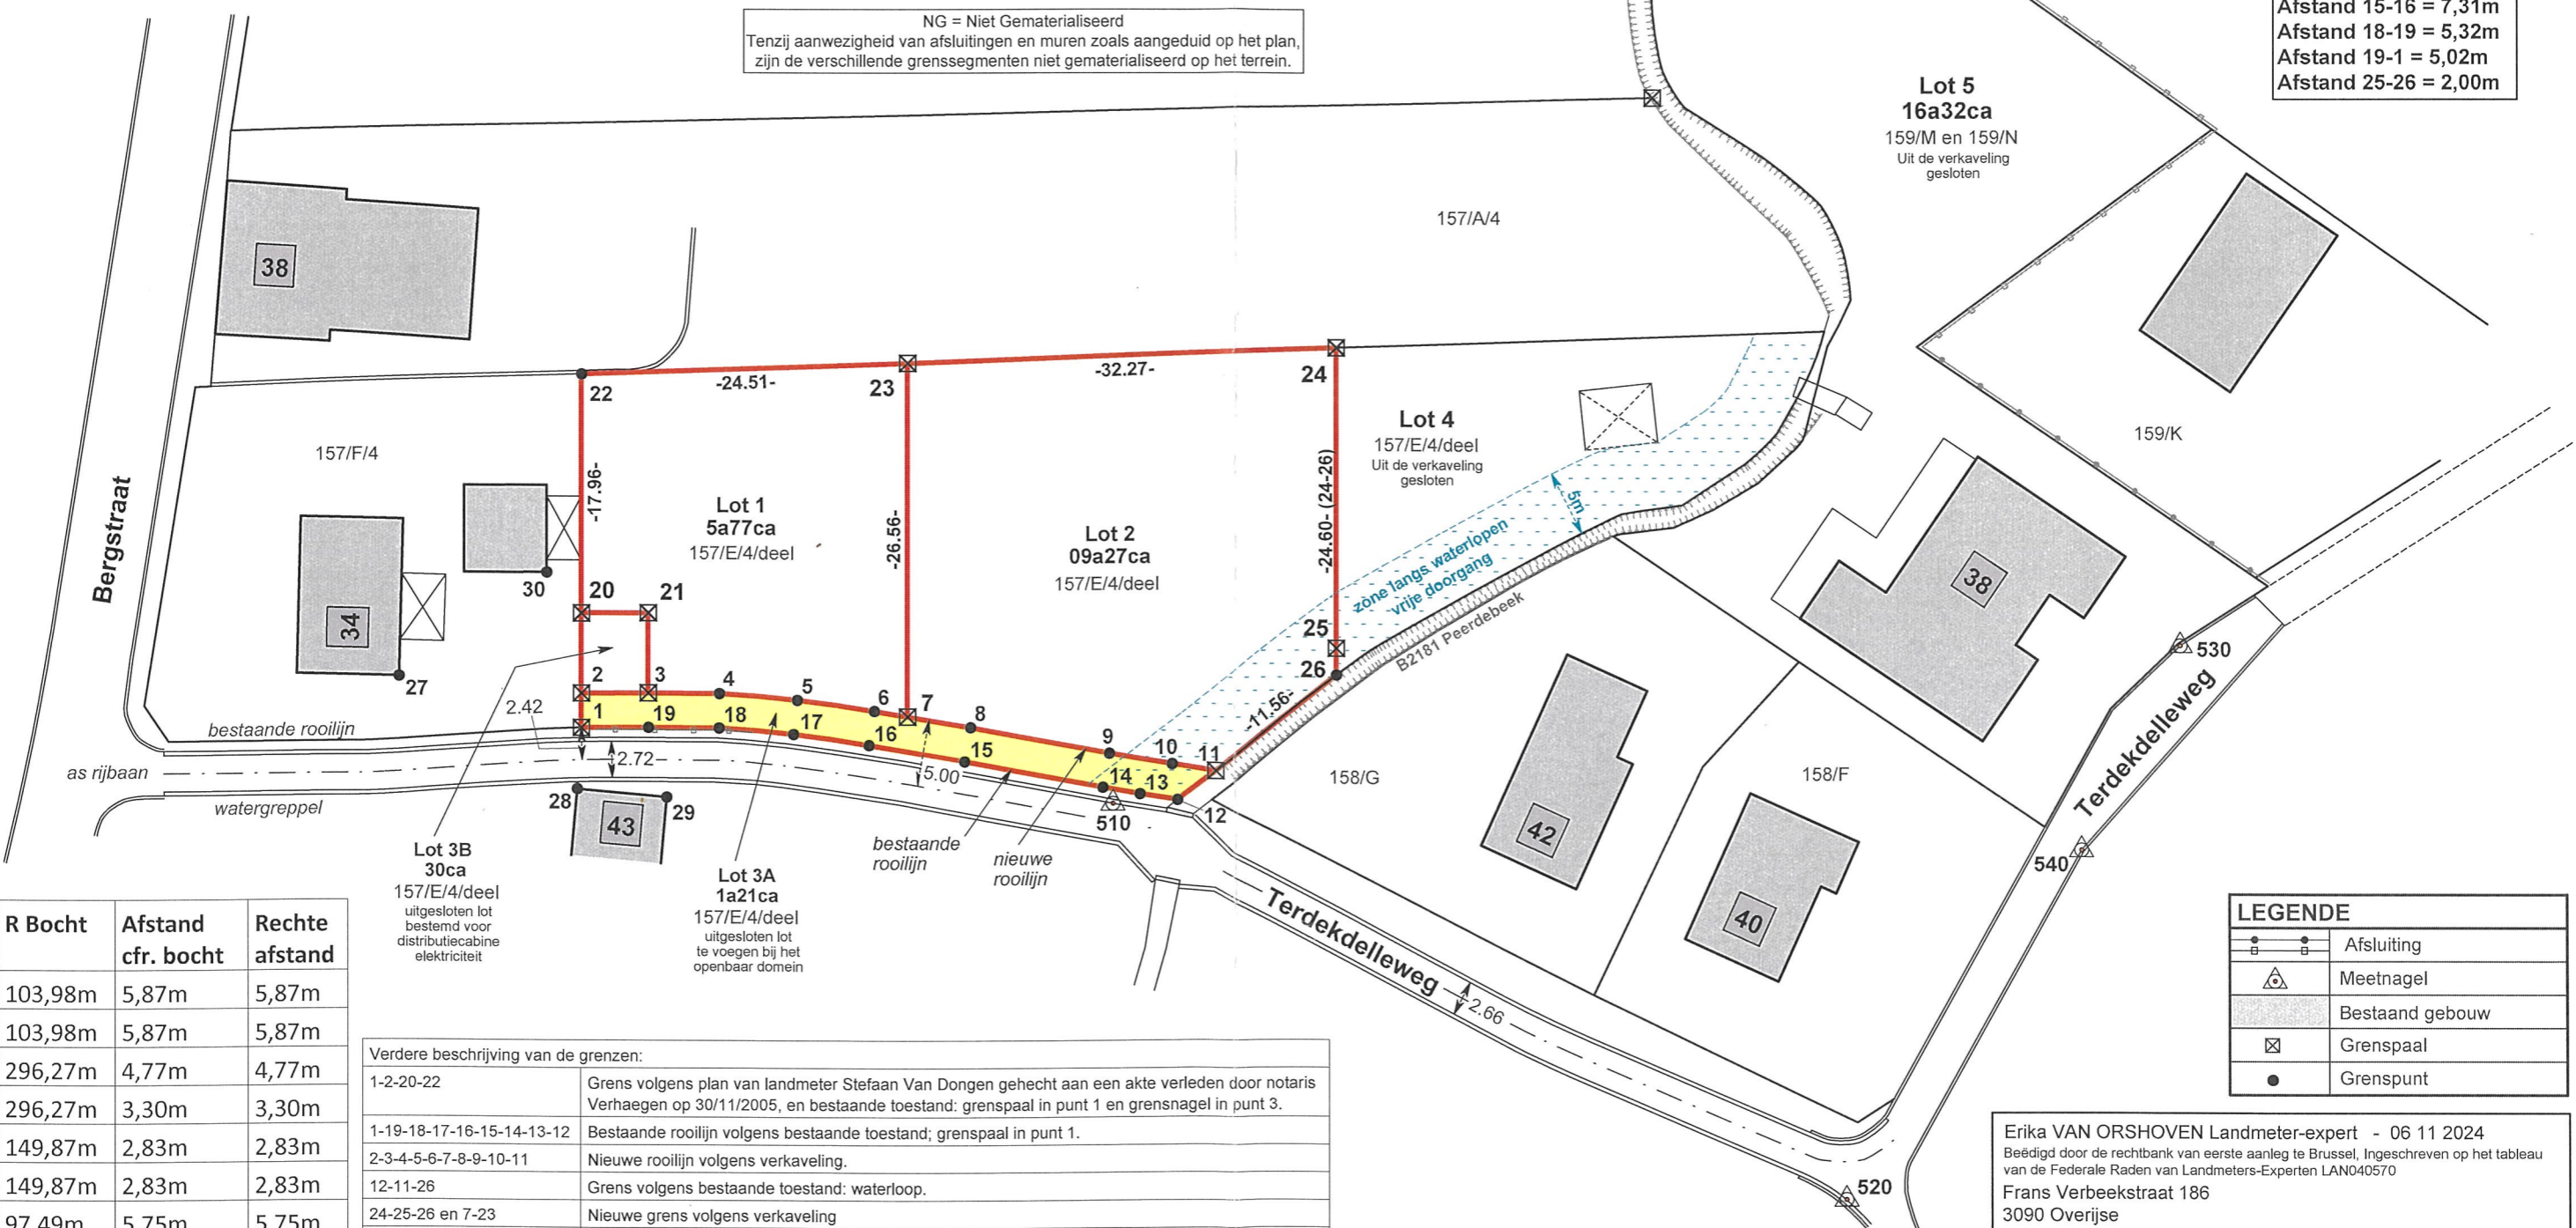 NG = Niet Gematerialiseerd
Tenzij aanwezigheid van afsluitingen en muren zoals aangeduid op het plan,
zijn de verschillende grenssegmenten niet gematerialiseerd op het terrein.
Afstand 15-16 = 7,31m
Afstand 18-19 = 5,32m
Afstand 19-1 = 5,02m
Afstand 25-26 = 2,00m
Lot 5
16a32ca
159/M en 159/N
Uit de verkaveling
gesloten
157/A/4
38
22
-24.51-
23
-32.27-
24
Lot 4
157/E/4/deel
Uit de verkaveling
gesloten
159/K
157/F/4
-17.96-
Lot 1
5a77ca
157/E/4/deel
-26.56-
Lot 2
09a27ca
157/E/4/deel
-24.60- (24-26)
5m
zone langs waterlopen
vrije doorgang
B2181 Peerdebeek
Bergstraat
34
30
20
21
27
25
26
38
530
2
3
4
5
6
7
8
9
10
11
-11.56-
1
19
18
17
16
15
14
13
12
2.42
2.72
5.00
bestaande rooilijn
as rijbaan
watergreppel
28
43
29
510
bestaande
rooilijn
nieuwe
rooilijn
158/G
158/F
42
40
540
Terdekdelleweg
Terdekdelleweg
2.66
520
Lot 3B
30ca
157/E/4/deel
uitgesloten lot
bestemd voor
distributiecabine
elektriciteit
Lot 3A
1a21ca
157/E/4/deel
uitgesloten lot
te voegen bij het
openbaar domein
R Bocht Afstand cfr. bocht Rechte afstand
103,98m 5,87m 5,87m
103,98m 5,87m 5,87m
296,27m 4,77m 4,77m
296,27m 3,30m 3,30m
149,87m 2,83m 2,83m
149,87m 2,83m 2,83m
97,49m 5,75m 5,75m
Verdere beschrijving van de grenzen:
1-2-20-22 Grens volgens plan van landmeter Stefaan Van Dongen gehecht aan een akte verleden door notaris
Verhaegen op 30/11/2005, en bestaande toestand: grenspaal in punt 1 en grensnagel in punt 3.
1-19-18-17-16-15-14-13-12 Bestaande rooilijn volgens bestaande toestand; grenspaal in punt 1.
2-3-4-5-6-7-8-9-10-11 Nieuwe rooilijn volgens verkaveling.
12-11-26 Grens volgens bestaande toestand: waterloop.
24-25-26 en 7-23 Nieuwe grens volgens verkaveling
LEGENDE
Afsluiting
Meetnagel
Bestaand gebouw
Grenspaal
Grenspunt
Erika VAN ORSHOVEN Landmeter-expert - 06 11 2024
Beëdigd door de rechtbank van eerste aanleg te Brussel, Ingeschreven op het tableau
van de Federale Raden van Landmeters-Experten LAN040570
Frans Verbeekstraat 186
3090 Overijse